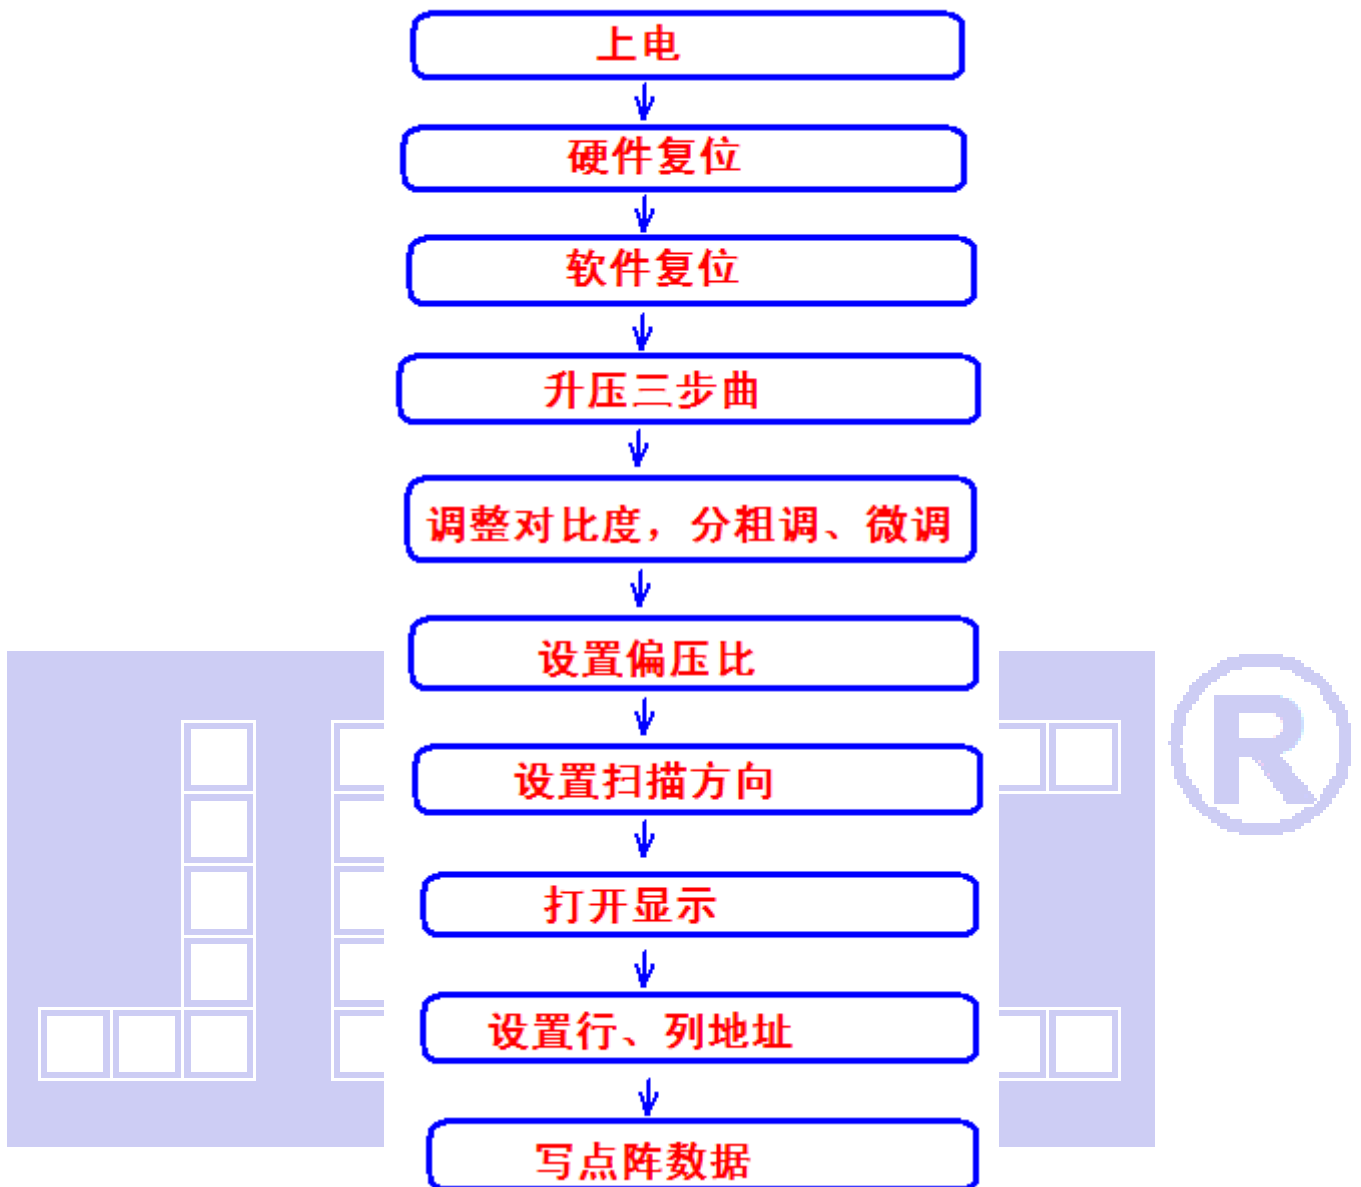 上电
硬件复位
软件复位
升压三步曲
调整对比度，分粗调、微调
设置偏压比
设置扫描方向
打开显示
设置行、列地址
写点阵数据
®